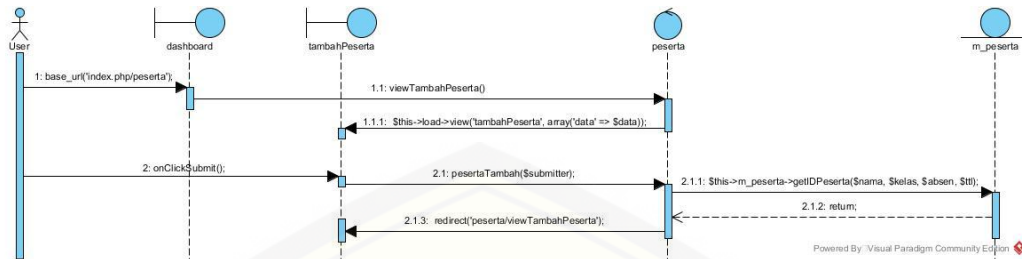 User
dashboard
tambahPeserta
peserta
m_peserta
1: base_url('index.php/peserta');
1.1: viewTambahPeserta()
1.1.1: $this->load->view('tambahPeserta', array('data' => $data));
2: onClickSubmit();
2.1: pesertaTambah($submitter);
2.1.1: $this->m_peserta->getIDPeserta($nama, $kelas, $absen, $ttl);
2.1.2: return;
2.1.3: redirect('peserta/viewTambahPeserta');
Powered By Visual Paradigm Community Edition